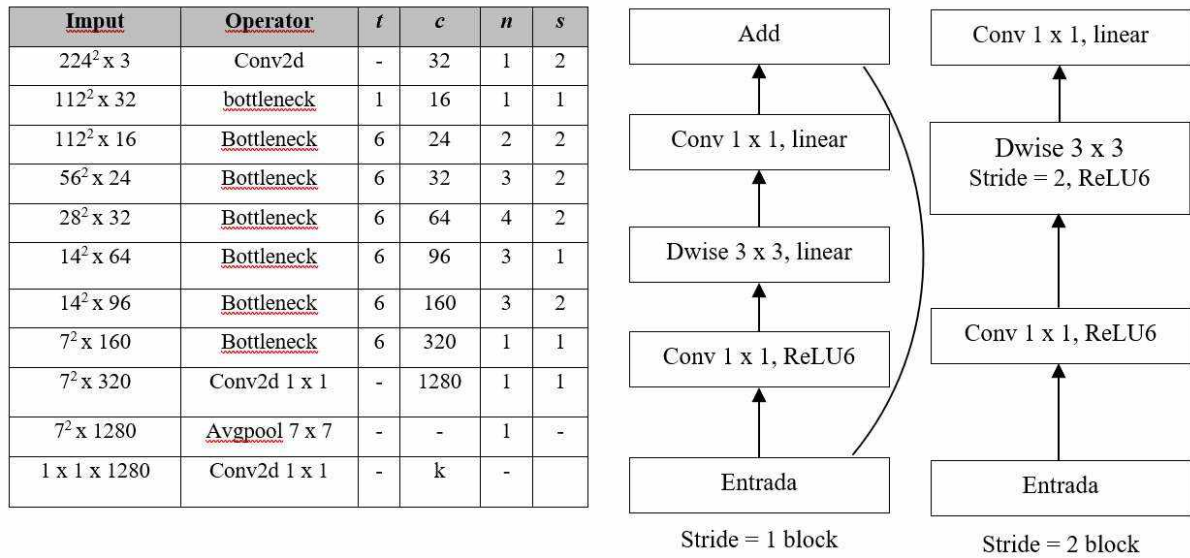 Imput Operator t c n s
224² x 3 Conv2d - 32 1 2
112² x 32 bottleneck 1 16 1 1
112² x 16 Bottleneck 6 24 2 2
56² x 24 Bottleneck 6 32 3 2
28² x 32 Bottleneck 6 64 4 2
14² x 64 Bottleneck 6 96 3 1
14² x 96 Bottleneck 6 160 3 2
7² x 160 Bottleneck 6 320 1 1
7² x 320 Conv2d 1 x 1 - 1280 1 1
7² x 1280 Avgpool 7 x 7 - - 1 -
1 x 1 x 1280 Conv2d 1 x 1 - k -
Add
Conv 1 x 1, linear
Dwise 3 x 3, linear
Conv 1 x 1, ReLU6
Entrada
Stride = 1 block
Conv 1 x 1, linear
Dwise 3 x 3
Stride = 2, ReLU6
Conv 1 x 1, ReLU6
Entrada
Stride = 2 block